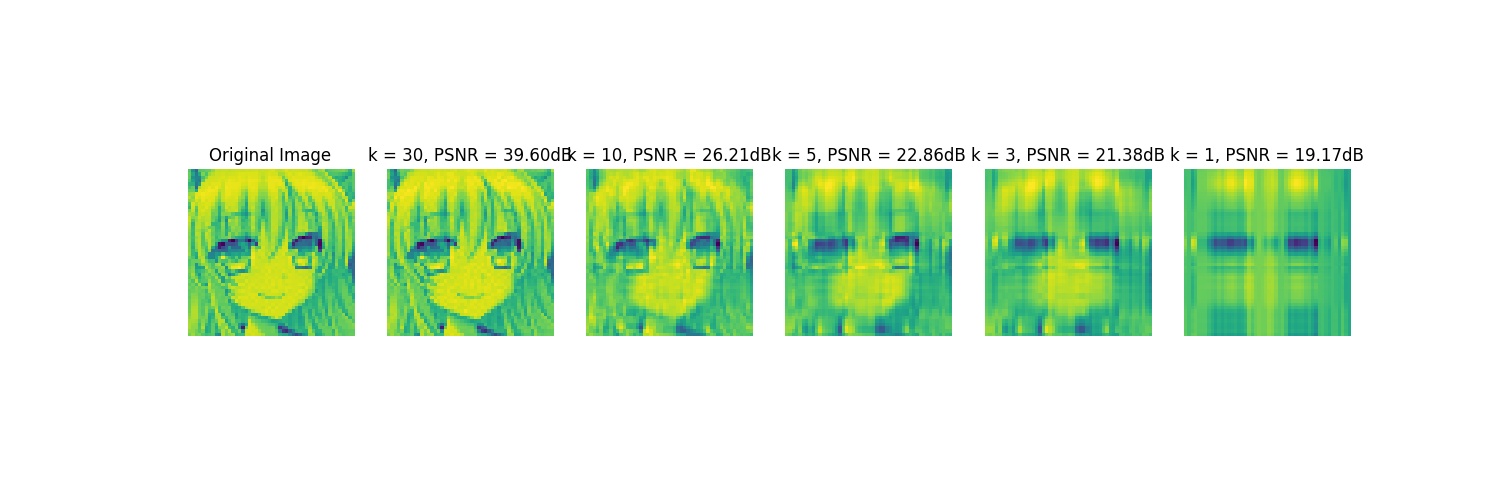 Original Image
k = 30, PSNR = 39.60dB
k = 10, PSNR = 26.21dB
k = 5, PSNR = 22.86dB
k = 3, PSNR = 21.38dB
k = 1, PSNR = 19.17dB